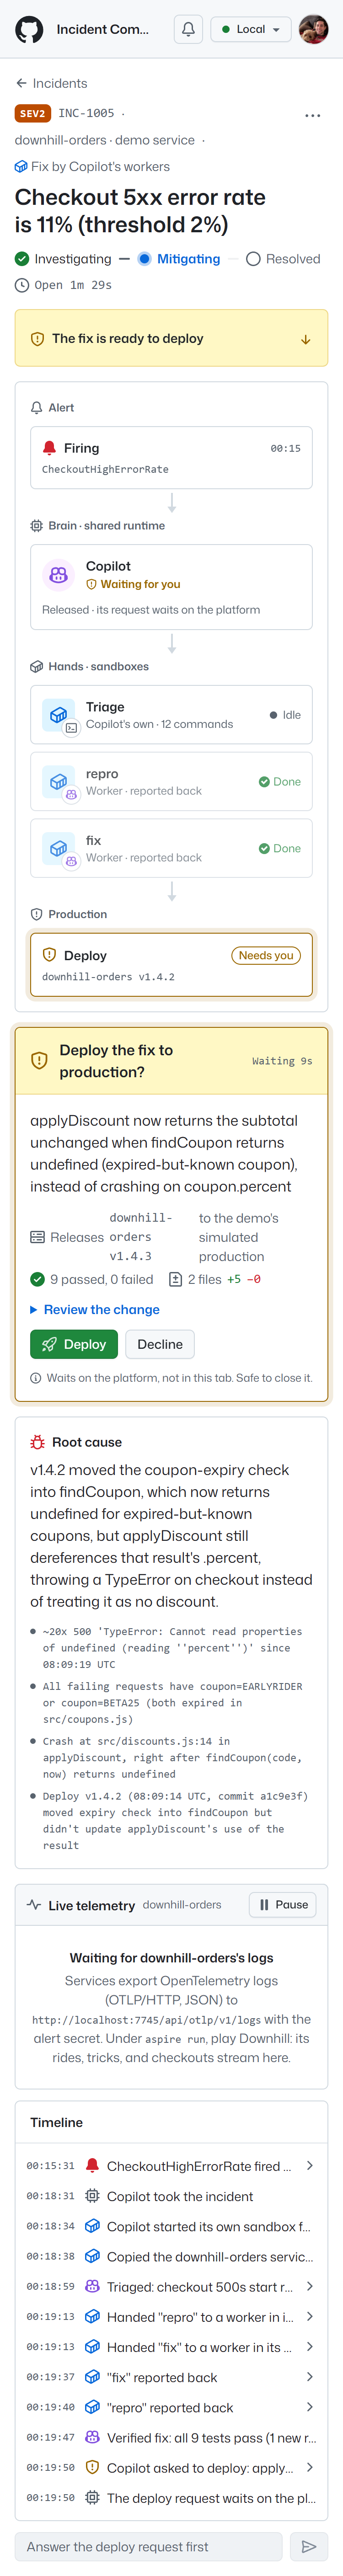 Incident Com...
Local
Incidents
SEV2 INC-1005 ·
downhill-orders · demo service ·
Fix by Copilot's workers
Checkout 5xx error rate
is 11% (threshold 2%)
Investigating Mitigating Resolved
Open 1m 29s
The fix is ready to deploy
Alert
Firing 00:15
CheckoutHighErrorRate
Brain · shared runtime
Copilot
Waiting for you
Released · its request waits on the platform
Hands · sandboxes
Triage
Copilot's own · 12 commands
Idle
repro
Worker · reported back
Done
fix
Worker · reported back
Done
Production
Deploy Needs you
downhill-orders v1.4.2
Deploy the fix to
production?
Waiting 9s
applyDiscount now returns the subtotal
unchanged when findCoupon returns
undefined (expired-but-known coupon),
instead of crashing on coupon.percent
Releases
downhill-
orders
v1.4.3
to the demo's
simulated
production
9 passed, 0 failed 2 files +5 −0
Review the change
Deploy Decline
Waits on the platform, not in this tab. Safe to close it.
Root cause
v1.4.2 moved the coupon-expiry check
into findCoupon, which now returns
undefined for expired-but-known
coupons, but applyDiscount still
dereferences that result's .percent,
throwing a TypeError on checkout instead
of treating it as no discount.
~20x 500 'TypeError: Cannot read properties
of undefined (reading ''percent'')' since
08:09:19 UTC
All failing requests have coupon=EARLYRIDER
or coupon=BETA25 (both expired in
src/coupons.js)
Crash at src/discounts.js:14 in
applyDiscount, right after findCoupon(code,
now) returns undefined
Deploy v1.4.2 (08:09:14 UTC, commit a1c9e3f)
moved expiry check into findCoupon but
didn't update applyDiscount's use of the
result
Live telemetry downhill-orders Pause
Waiting for downhill-orders's logs
Services export OpenTelemetry logs
(OTLP/HTTP, JSON) to
http://localhost:7745/api/otlp/v1/logs with the
alert secret. Under aspire run, play Downhill: its
rides, tricks, and checkouts stream here.
Timeline
00:15:31 CheckoutHighErrorRate fired ...
00:18:31 Copilot took the incident
00:18:34 Copilot started its own sandbox f...
00:18:38 Copied the downhill-orders servic...
00:18:59 Triaged: checkout 500s start r...
00:19:13 Handed "repro" to a worker in i...
00:19:13 Handed "fix" to a worker in its ...
00:19:37 "fix" reported back
00:19:40 "repro" reported back
00:19:47 Verified fix: all 9 tests pass (1 new r...
00:19:50 Copilot asked to deploy: apply...
00:19:50 The deploy request waits on the pl...
Answer the deploy request first